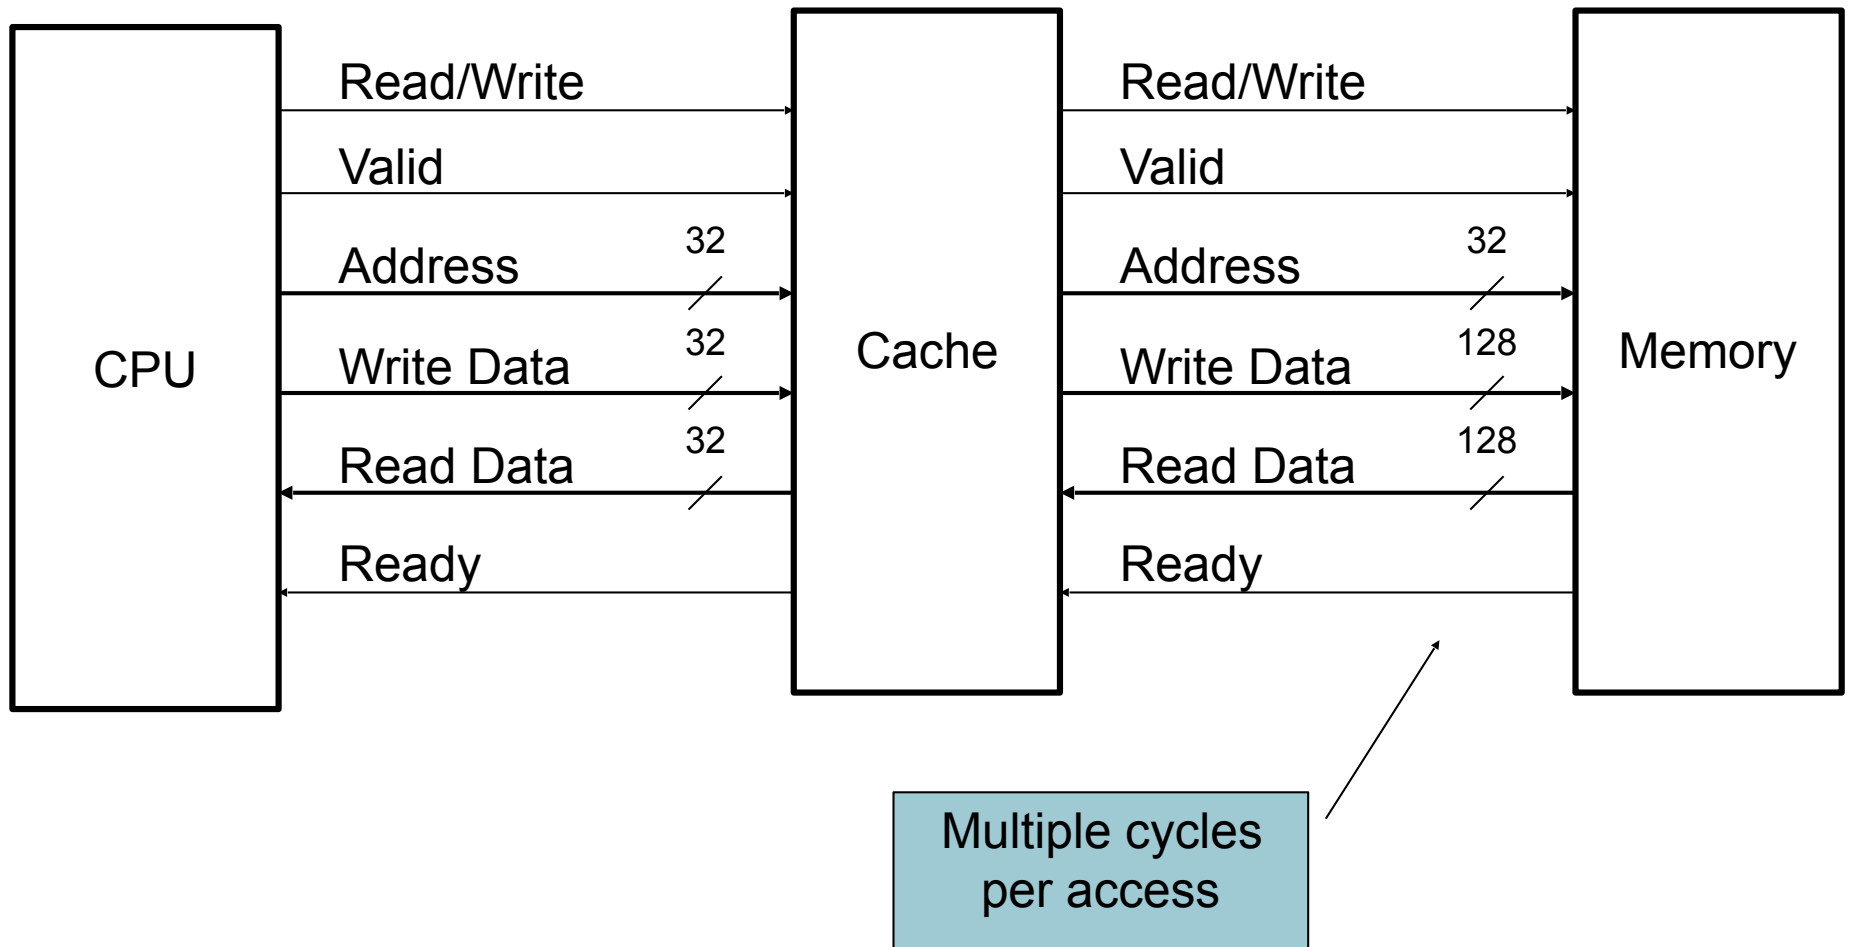 CPU
Read/Write
Valid
Address
32
Write Data
32
Read Data
32
Ready
Cache
Read/Write
Valid
Address
32
Write Data
128
Read Data
128
Ready
Memory
Multiple cycles
per access